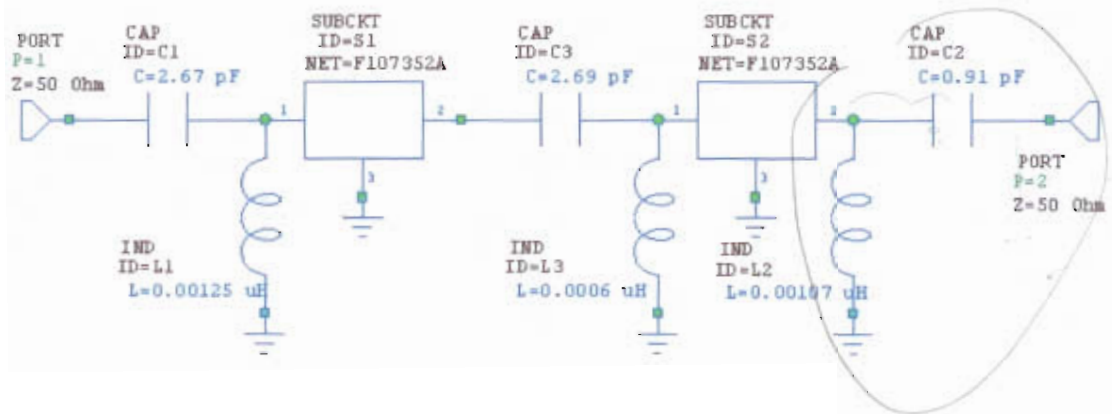 PORT
P=1
Z=50 Ohm
CAP
ID=C1
C=2.67 pF
SUBCKT
ID=S1
NET=F107352A
1
2
3
IND
ID=L1
L=0.00125 uH
CAP
ID=C3
C=2.69 pF
SUBCKT
ID=S2
NET=F107352A
1
2
3
IND
ID=L3
L=0.0006 uH
IND
ID=L2
L=0.00107 uH
CAP
ID=C2
C=0.91 pF
PORT
P=2
Z=50 Ohm